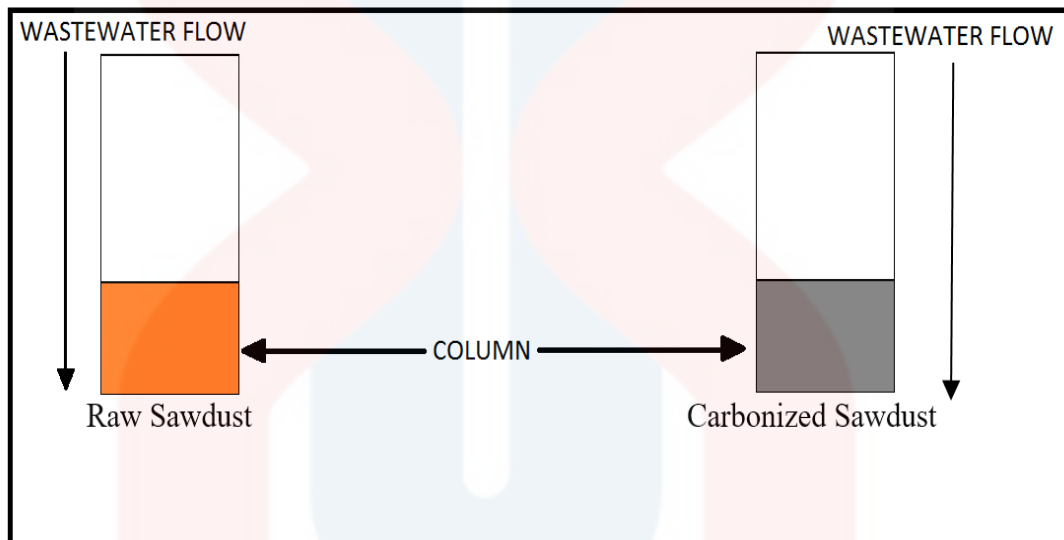 WASTEWATER FLOW
WASTEWATER FLOW
COLUMN
Raw Sawdust
Carbonized Sawdust